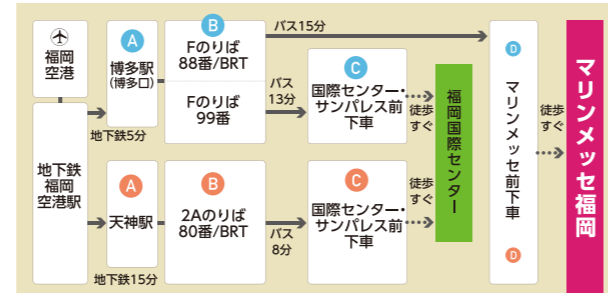 福岡
空港
地下鉄
福岡
空港駅
地下鉄5分
A
博多駅
(博多口)
B
Fのりば
88番/BRT
Fのりば
99番
バス15分
バス
13分
C
国際センター・
サンパレス前
下車
徒歩
すぐ
地下鉄15分
A
天神駅
B
2Aのりば
80番/BRT
バス
8分
C
国際センター・
サンパレス前
下車
徒歩
すぐ
福岡国際センター
D
マリンメッセ前下車
D
徒歩
すぐ
マリンメッセ福岡